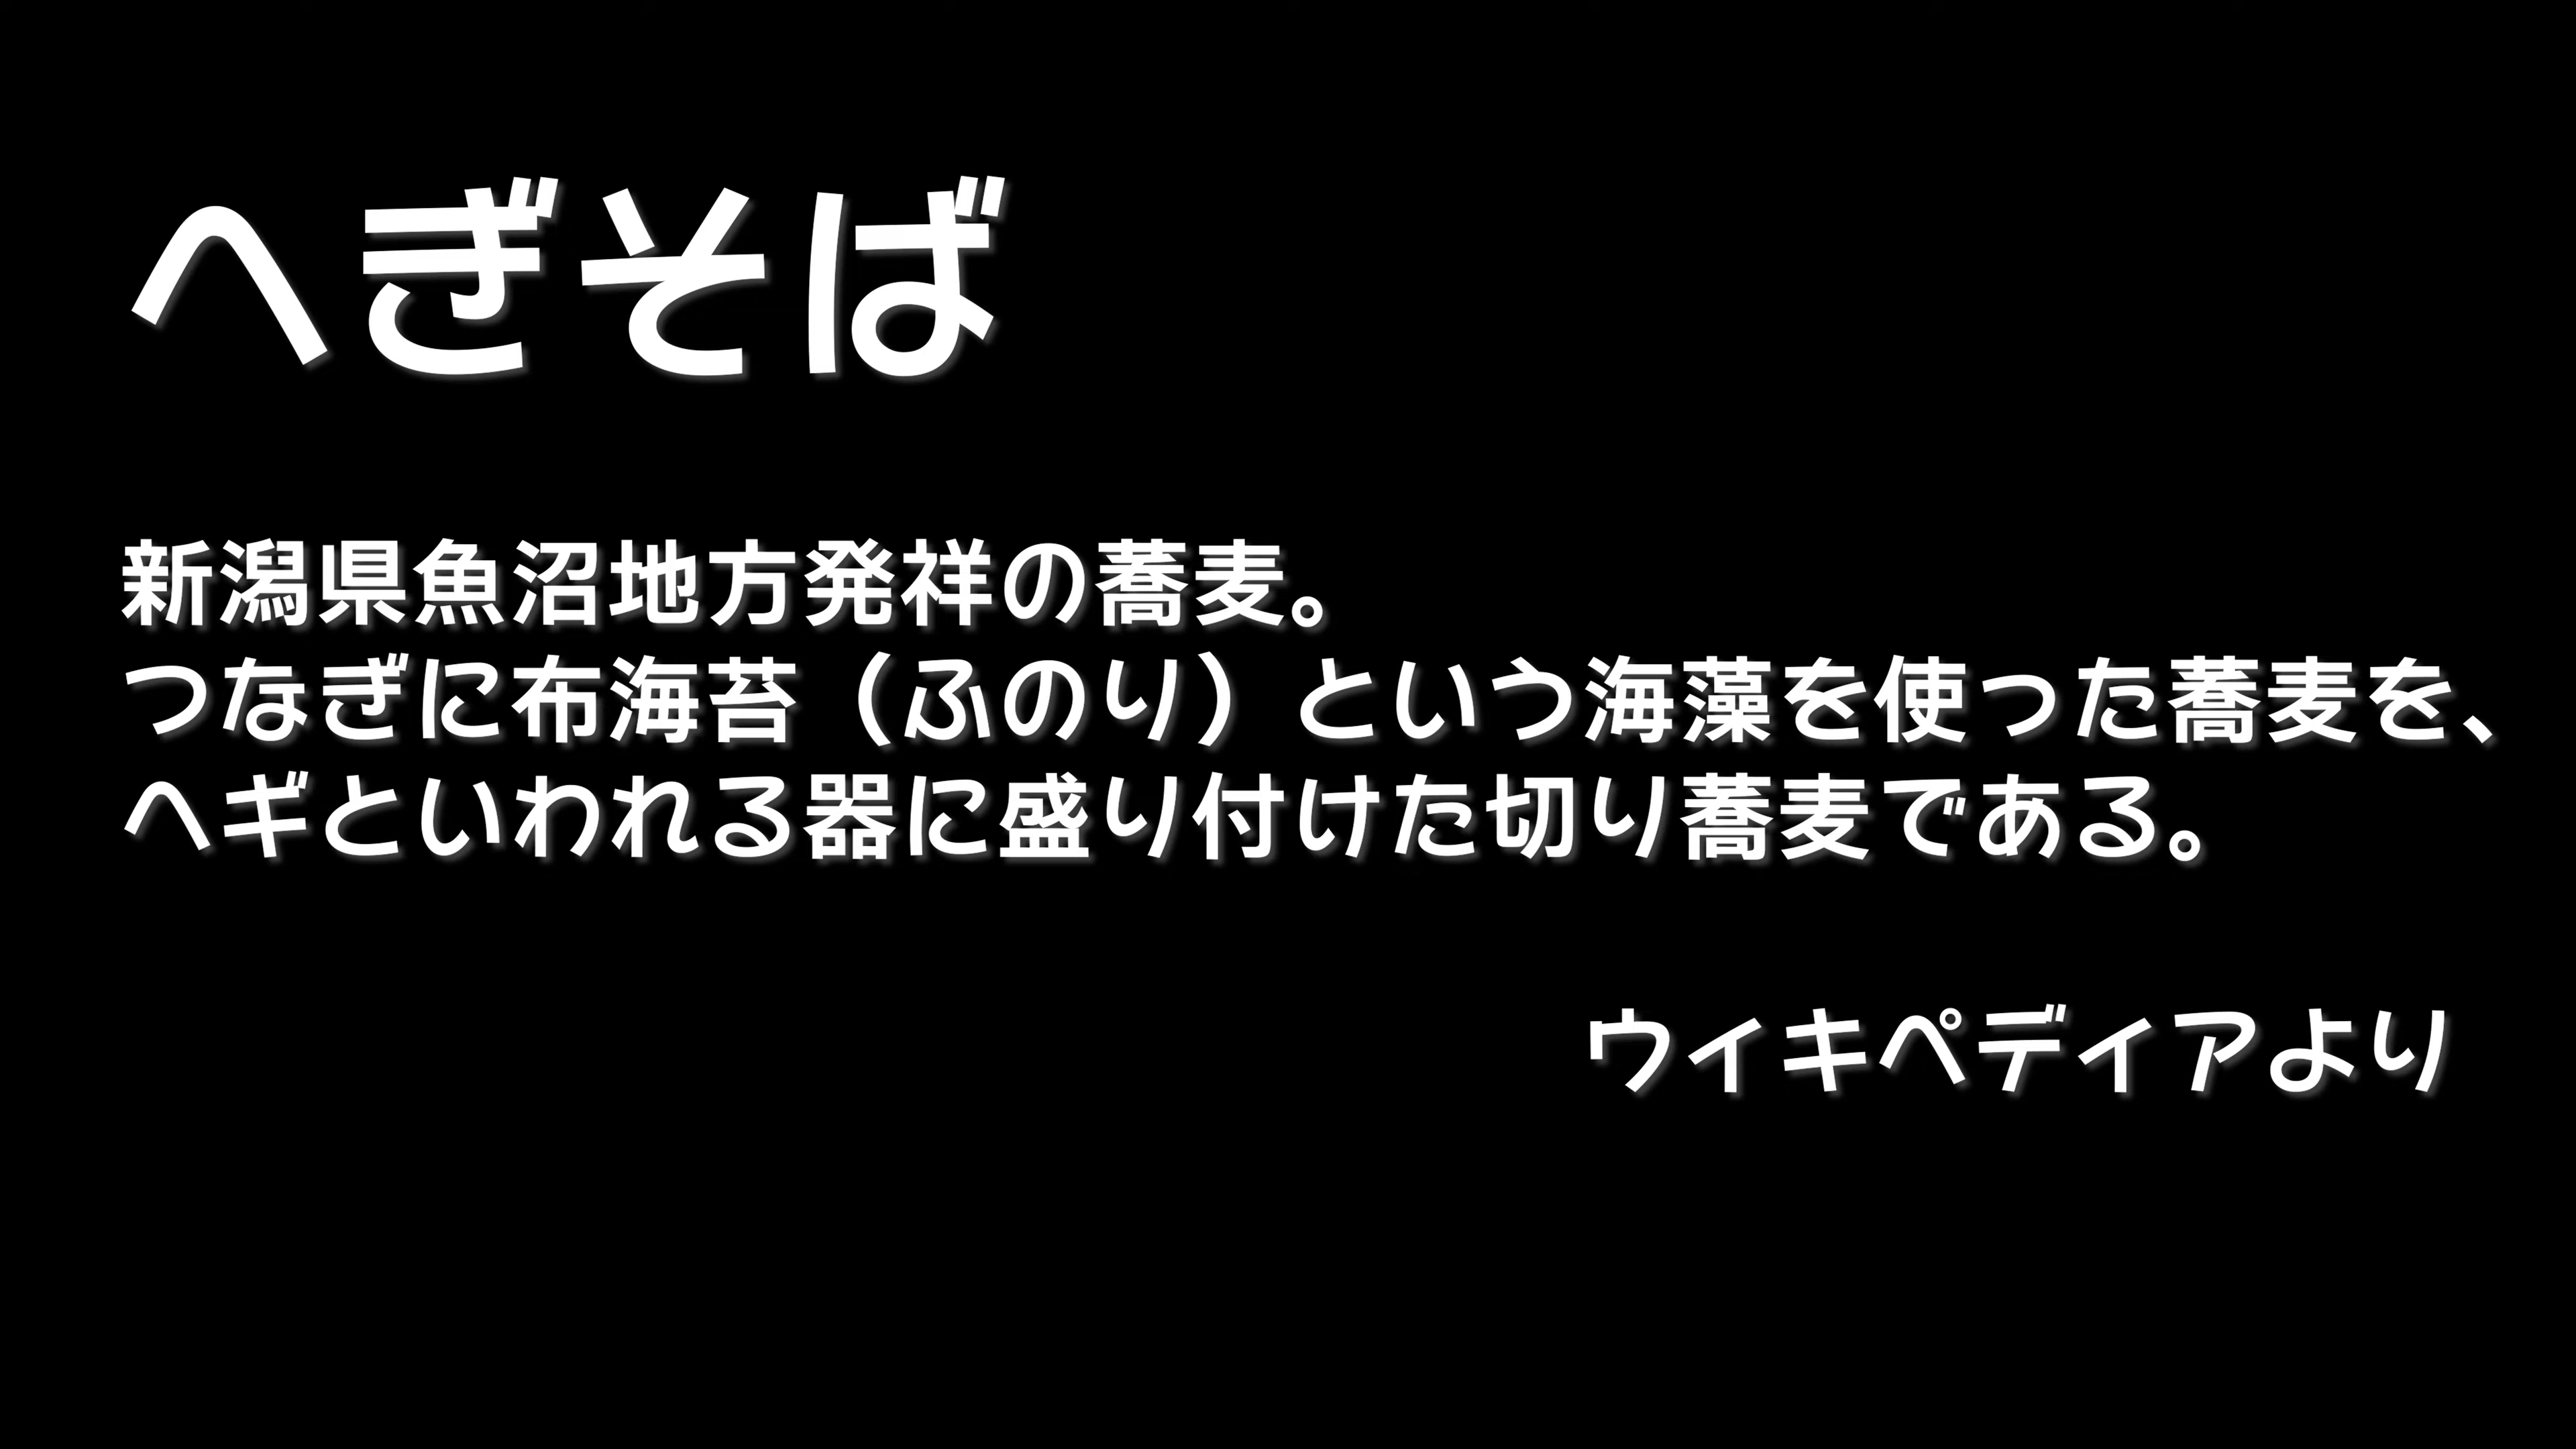 へぎそば
新潟県魚沼地方発祥の蕎麦。
つなぎに布海苔（ふのり）という海藻を使った蕎麦を、
ヘギといわれる器に盛り付けた切り蕎麦である。
ウィキペディアより